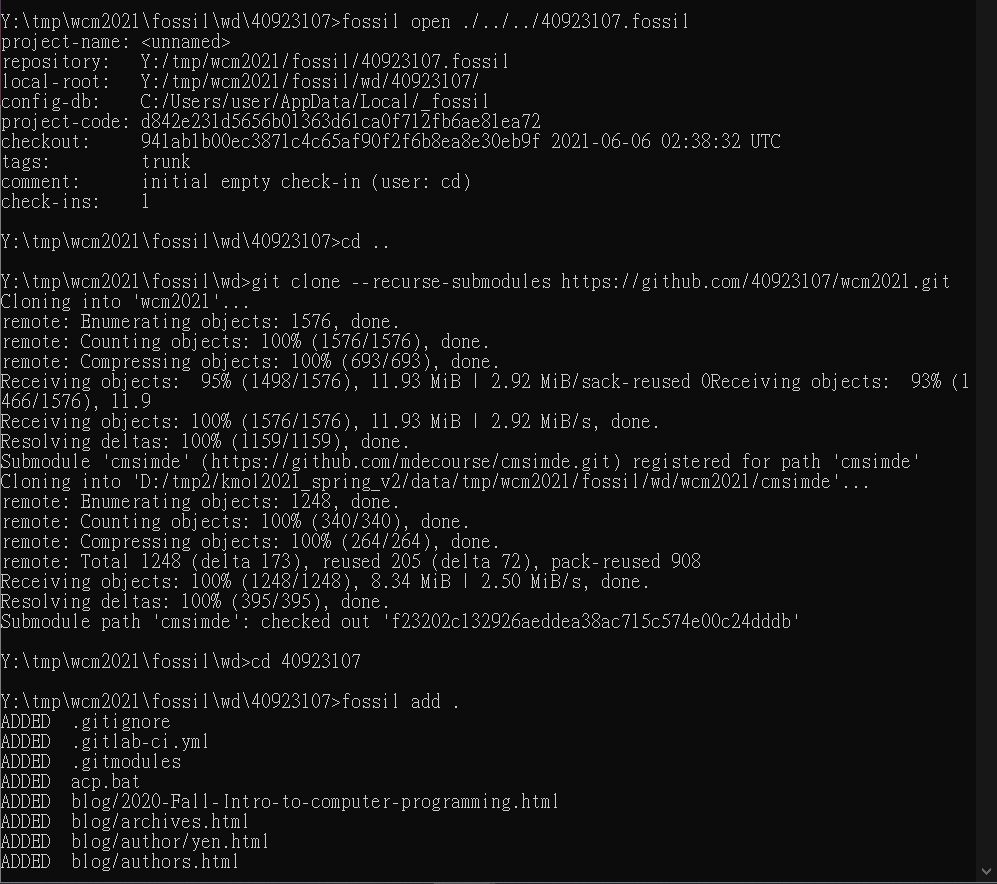 Y:\tmp\wcm2021\fossil\wd\40923107>fossil open ./../../40923107.fossil
project-name: <unnamed>
repository:   Y:/tmp/wcm2021/fossil/40923107.fossil
local-root:   Y:/tmp/wcm2021/fossil/wd/40923107/
config-db:    C:/Users/user/AppData/Local/_fossil
project-code: d842e231d5656b01363d61ca0f712fb6ae81ea72
checkout:     941ab1b00ec3871c4c65af90f2f6b8ea8e30eb9f 2021-06-06 02:38:32 UTC
tags:         trunk
comment:      initial empty check-in (user: cd)
check-ins:    1
Y:\tmp\wcm2021\fossil\wd\40923107>cd ..
Y:\tmp\wcm2021\fossil\wd>git clone --recurse-submodules https://github.com/40923107/wcm2021.git
Cloning into 'wcm2021'...
remote: Enumerating objects: 1576, done.
remote: Counting objects: 100% (1576/1576), done.
remote: Compressing objects: 100% (693/693), done.
Receiving objects:  95% (1498/1576), 11.93 MiB | 2.92 MiB/sack-reused 0Receiving objects:  93% (1
466/1576), 11.9
Receiving objects: 100% (1576/1576), 11.93 MiB | 2.92 MiB/s, done.
Resolving deltas: 100% (1159/1159), done.
Submodule 'cmsimde' (https://github.com/mdecourse/cmsimde.git) registered for path 'cmsimde'
Cloning into 'D:/tmp2/kmol2021_spring_v2/data/tmp/wcm2021/fossil/wd/wcm2021/cmsimde'...
remote: Enumerating objects: 1248, done.
remote: Counting objects: 100% (340/340), done.
remote: Compressing objects: 100% (264/264), done.
remote: Total 1248 (delta 173), reused 205 (delta 72), pack-reused 908
Receiving objects: 100% (1248/1248), 8.34 MiB | 2.50 MiB/s, done.
Resolving deltas: 100% (395/395), done.
Submodule path 'cmsimde': checked out 'f23202c132926aeddea38ac715c574e00c24dddb'
Y:\tmp\wcm2021\fossil\wd>cd 40923107
Y:\tmp\wcm2021\fossil\wd\40923107>fossil add .
ADDED  .gitignore
ADDED  .gitlab-ci.yml
ADDED  .gitmodules
ADDED  acp.bat
ADDED  blog/2020-Fall-Intro-to-computer-programming.html
ADDED  blog/archives.html
ADDED  blog/author/yen.html
ADDED  blog/authors.html